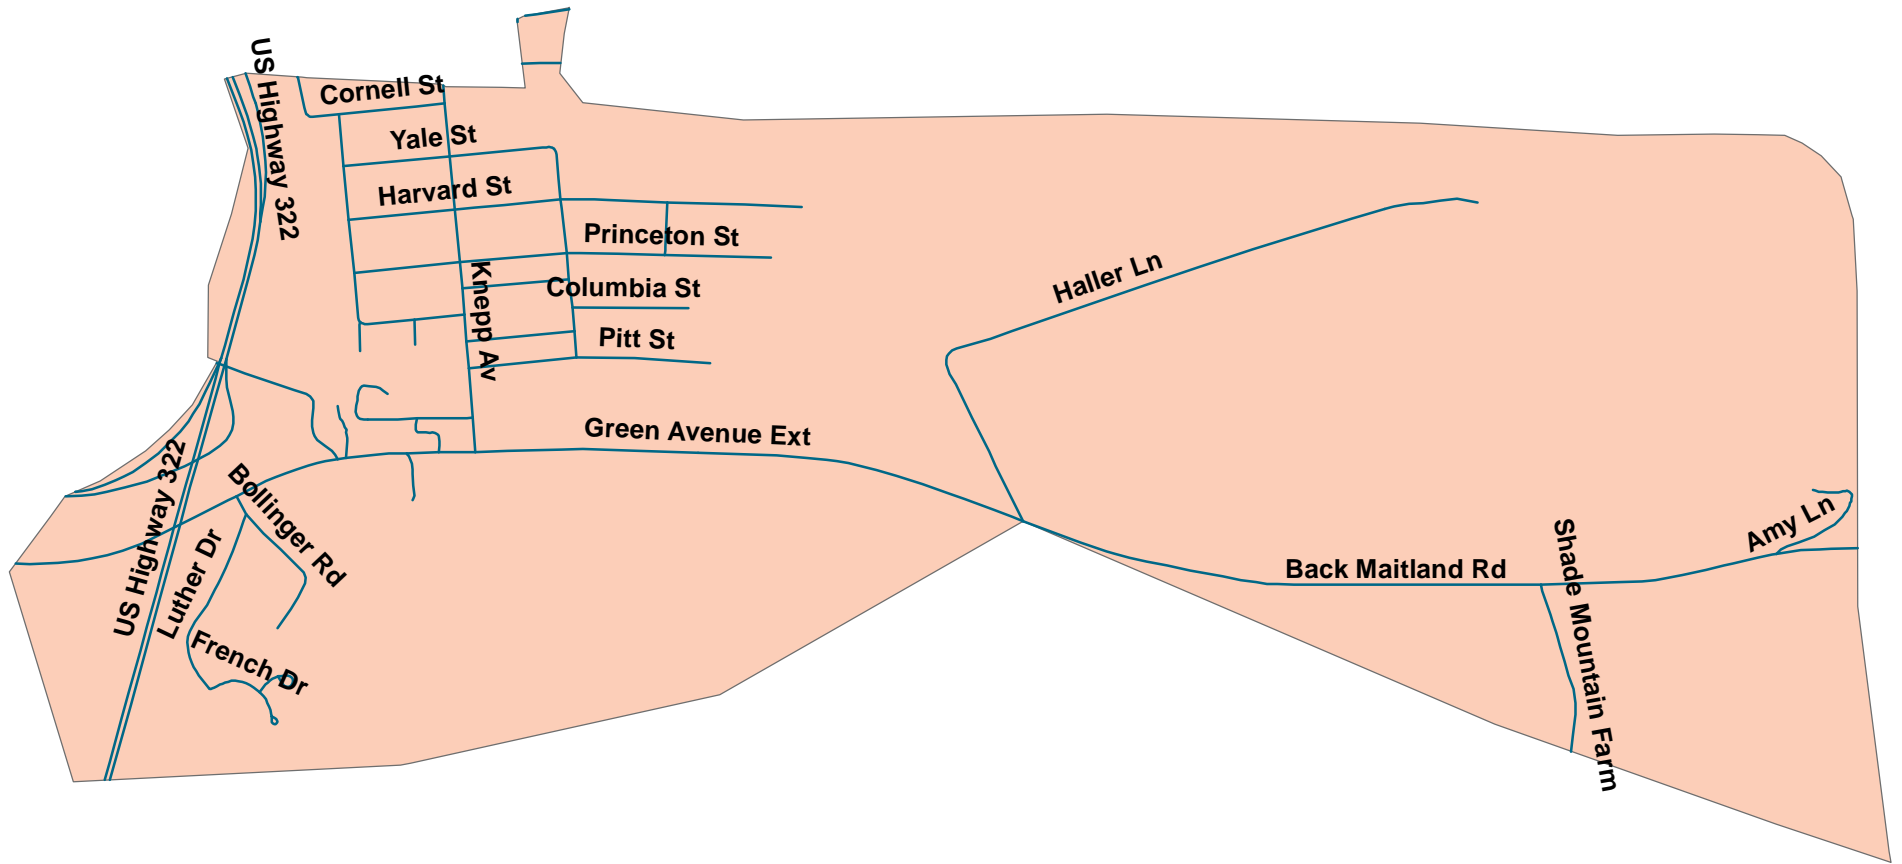 US Highway 322
Cornell St
Yale St
Harvard St
Princeton St
Knepp Av
Columbia St
Pitt St
Haller Ln
Green Avenue Ext
US Highway 322
Bollinger Rd
Luther Dr
French Dr
Back Maitland Rd
Shade Mountain Farm
Amy Ln